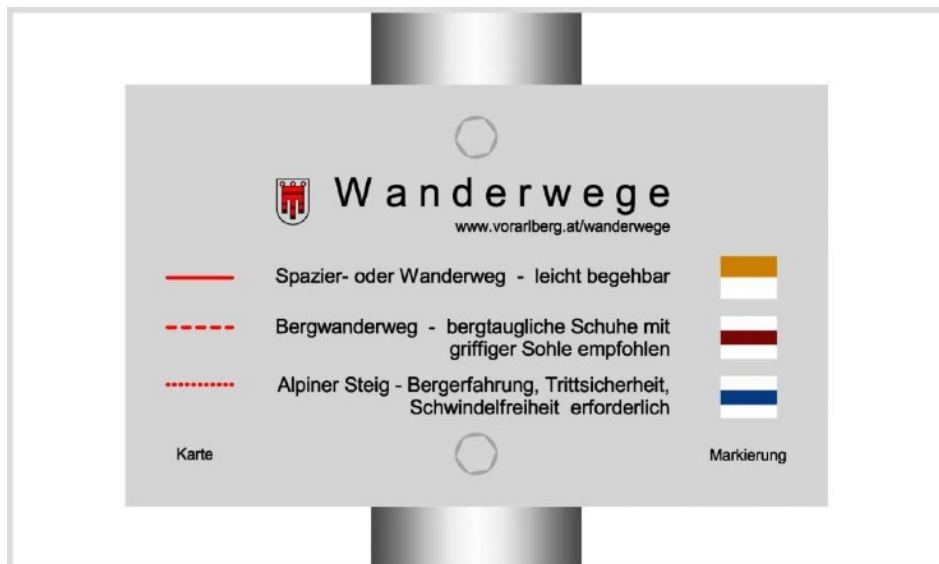 Wanderwege
www.vorarlberg.at/wanderwege
Spazier- oder Wanderweg - leicht begehbar
Bergwanderweg - bergtaugliche Schuhe mit
griffiger Sohle empfohlen
Alpiner Steig - Bergerfahrung, Trittsicherheit,
Schwindelfreiheit erforderlich
Karte
Markierung